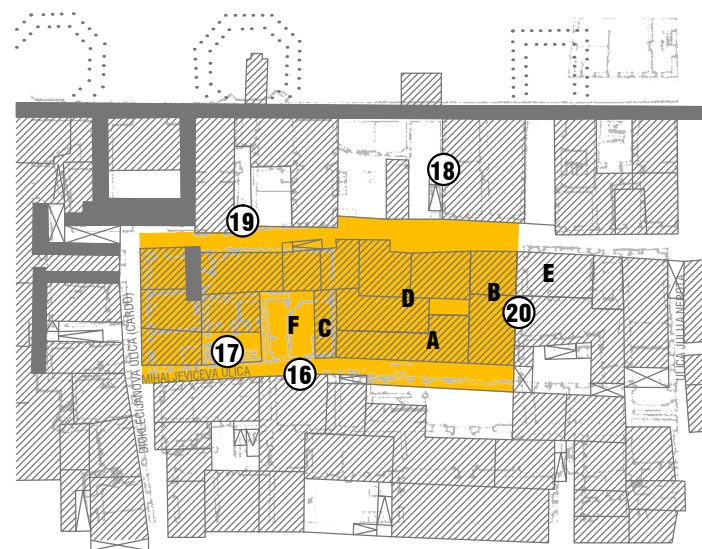 18
19
E
B
D
20
F
C
A
17
16
MIHALJEVIĆEVA ULICA
DIOKLECIJANOVA ULICA (CARDO)
ULICA JULIJA NEPOTA